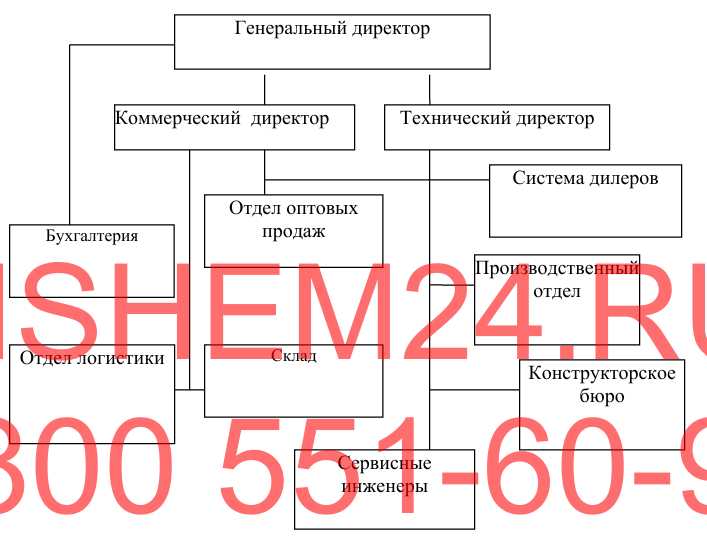 Генеральный директор
Коммерческий директор
Технический директор
Система дилеров
Отдел оптовых
продаж
Бухгалтерия
Производственный
отдел
NSHEM24.RU
Отдел логистики
Склад
Конструкторское
бюро
800 551-60-9
Сервисные
инженеры